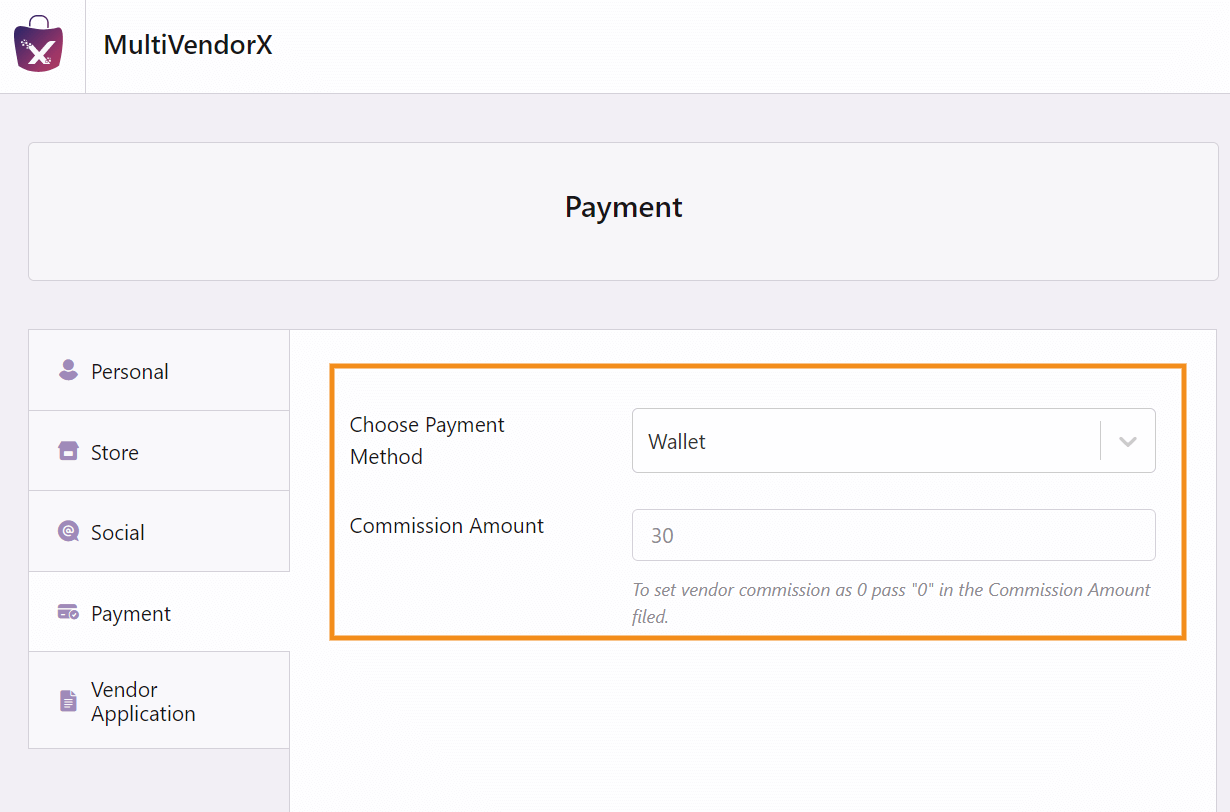 MultiVendorX
Payment
Personal
Store
Social
Payment
Vendor
Application
Choose Payment
Method
Wallet
Commission Amount
30
To set vendor commission as 0 pass "0" in the Commission Amount
filed.